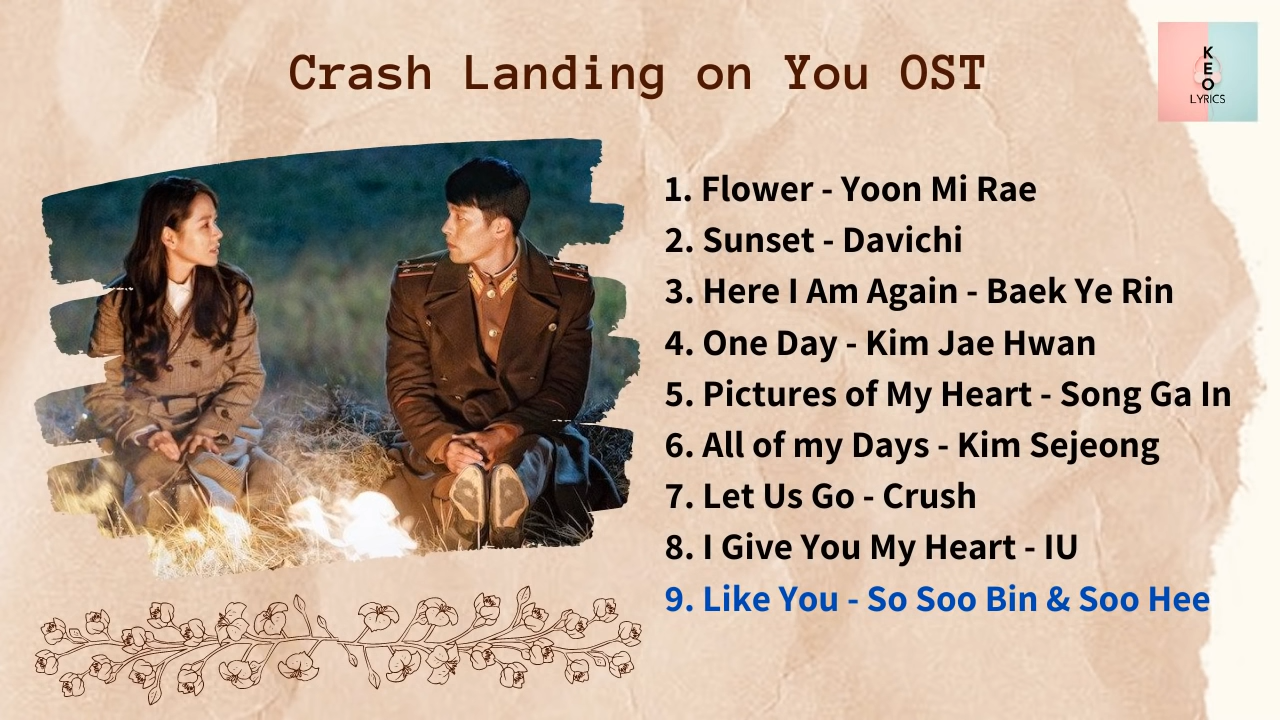 Crash Landing on You OST
K
E
O
LYRICS
1. Flower - Yoon Mi Rae
2. Sunset - Davichi
3. Here I Am Again - Baek Ye Rin
4. One Day - Kim Jae Hwan
5. Pictures of My Heart - Song Ga In
6. All of my Days - Kim Sejeong
7. Let Us Go - Crush
8. I Give You My Heart - IU
9. Like You - So Soo Bin & Soo Hee